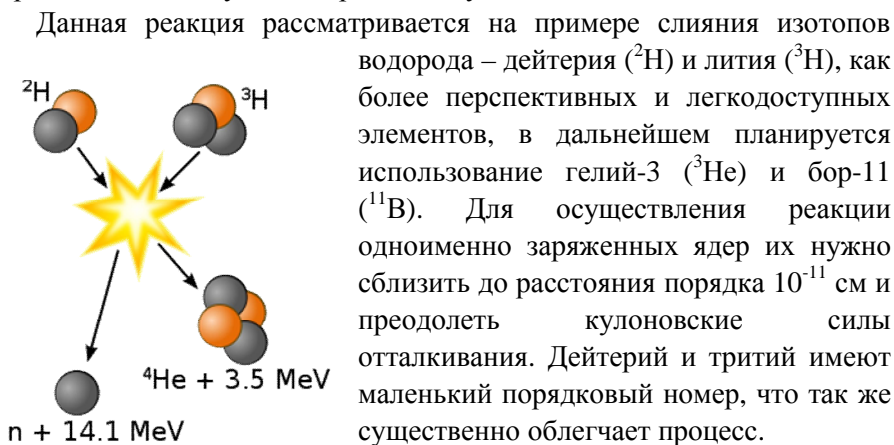 Данная реакция рассматривается на примере слияния изотопов
водорода – дейтерия (²H) и лития (³H), как
более перспективных и легкодоступных
элементов, в дальнейшем планируется
использование гелий-3 (³He) и бор-11
(¹¹B). Для осуществления реакции
одноименно заряженных ядер их нужно
сблизить до расстояния порядка 10⁻¹¹ см и
преодолеть кулоновские силы
отталкивания. Дейтерий и тритий имеют
маленький порядковый номер, что так же
существенно облегчает процесс.
²H
³H
⁴He + 3.5 MeV
n + 14.1 MeV